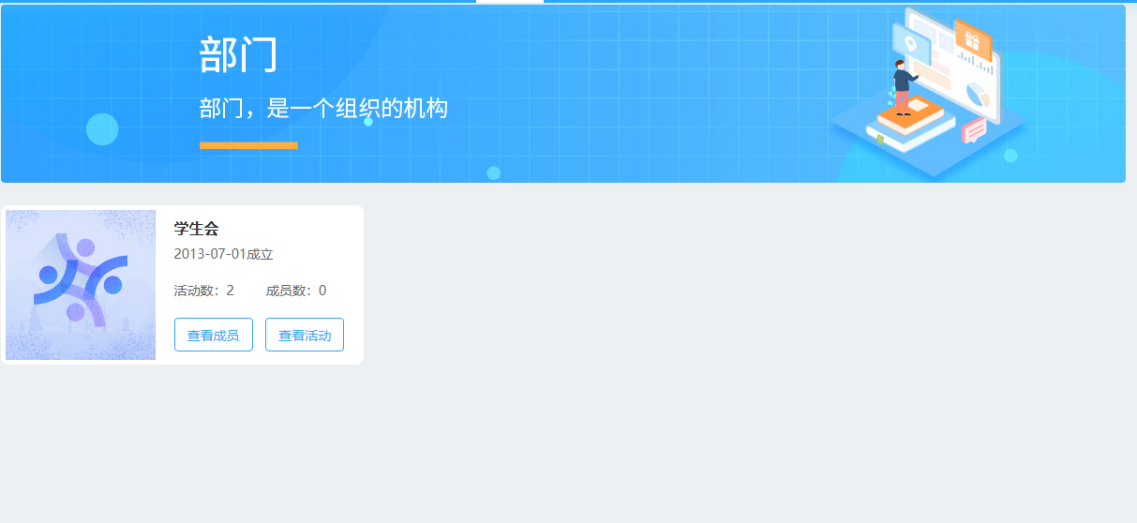 部门
部门，是一个组织的机构
学生会
2013-07-01成立
活动数：2 成员数：0
查看成员 查看活动